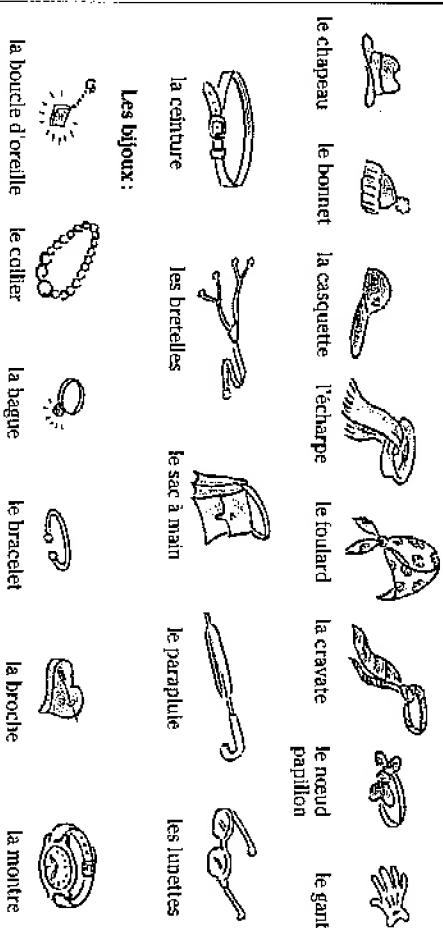 le chapeau le bonnet la casquette l'écharpe le foulard la cravate le nœud papillon le gant
la ceinture les bretelles le sac à main le parapluie les lunettes
Les bijoux :
la boucle d'oreille le collier la bague le bracelet la broche la montre